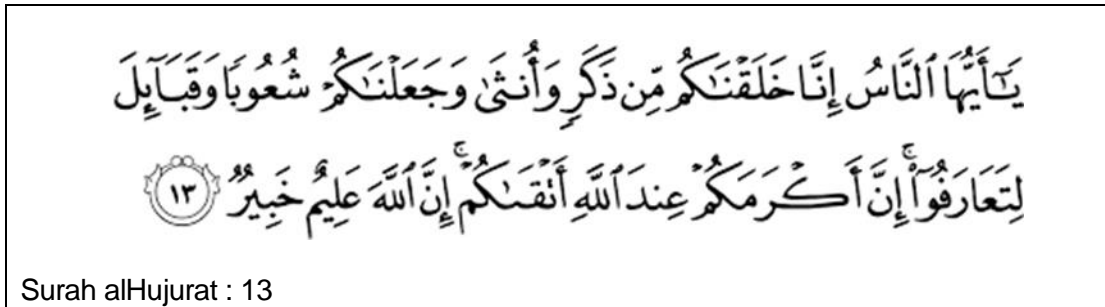 يَـٰٓأَيُّهَا ٱلنَّاسُ إِنَّا خَلَقْنَـٰكُم مِّن ذَكَرٍ وَأُنثَىٰ وَجَعَلْنَـٰكُمْ شُعُوبًا وَقَبَآئِلَ
لِتَعَارَفُوٓا۟ ۚ إِنَّ أَكْرَمَكُمْ عِندَ ٱللَّهِ أَتْقَىٰكُمْ ۚ إِنَّ ٱللَّهَ عَلِيمٌ خَبِيرٌ ١٣
Surah alHujurat : 13